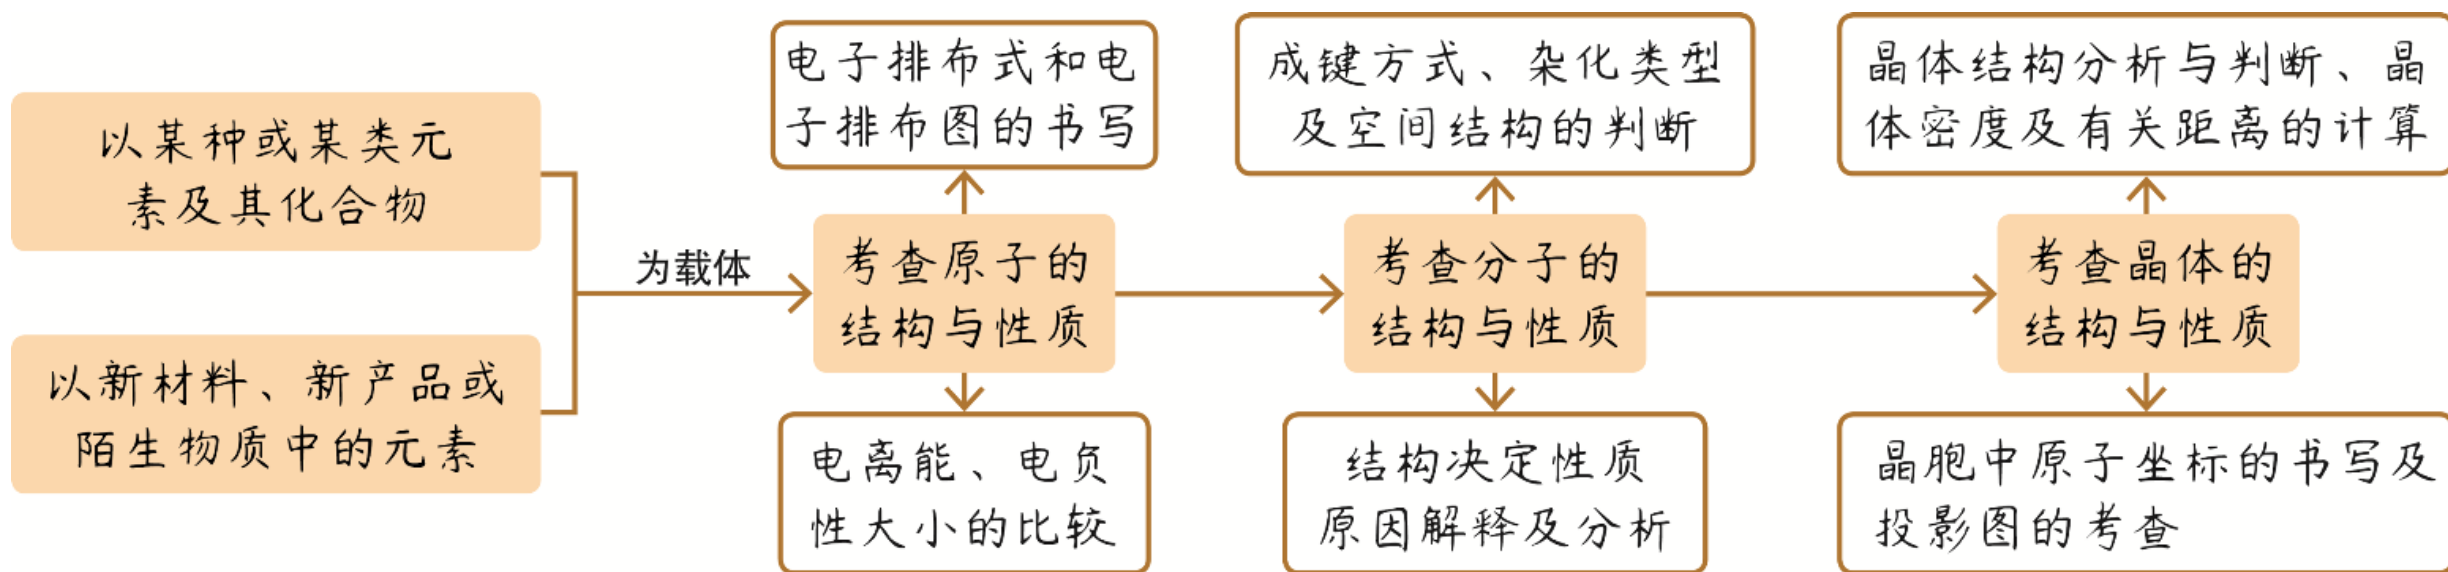 以某种或某类元
素及其化合物
以新材料、新产品或
陌生物质中的元素
为载体
电子排布式和电
子排布图的书写
考查原子的
结构与性质
电离能、电负
性大小的比较
成键方式、杂化类型
及空间结构的判断
考查分子的
结构与性质
结构决定性质
原因解释及分析
晶体结构分析与判断、晶
体密度及有关距离的计算
考查晶体的
结构与性质
晶胞中原子坐标的书写及
投影图的考查